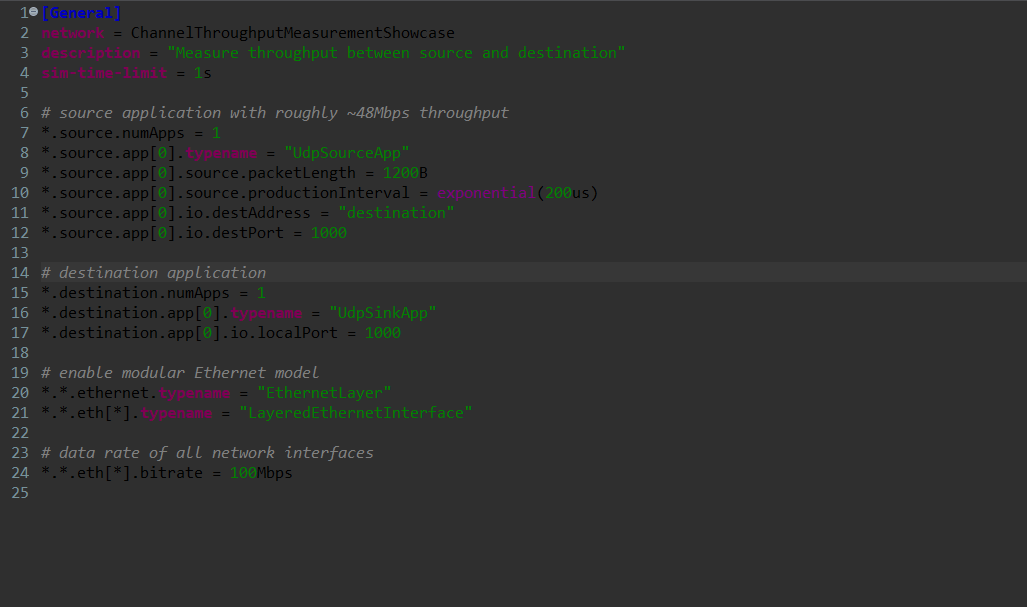 1 [General]
2 network = ChannelThroughputMeasurementShowcase
3 description = "Measure throughput between source and destination"
4 sim-time-limit = 1s
5
6 # source application with roughly ~48Mbps throughput
7 *.source.numApps = 1
8 *.source.app[0].typename = "UdpSourceApp"
9 *.source.app[0].source.packetLength = 1200B
10 *.source.app[0].source.productionInterval = exponential(200us)
11 *.source.app[0].io.destAddress = "destination"
12 *.source.app[0].io.destPort = 1000
13
14 # destination application
15 *.destination.numApps = 1
16 *.destination.app[0].typename = "UdpSinkApp"
17 *.destination.app[0].io.localPort = 1000
18
19 # enable modular Ethernet model
20 *.*.ethernet.typename = "EthernetLayer"
21 *.*.eth[*].typename = "LayeredEthernetInterface"
22
23 # data rate of all network interfaces
24 *.*.eth[*].bitrate = 100Mbps
25